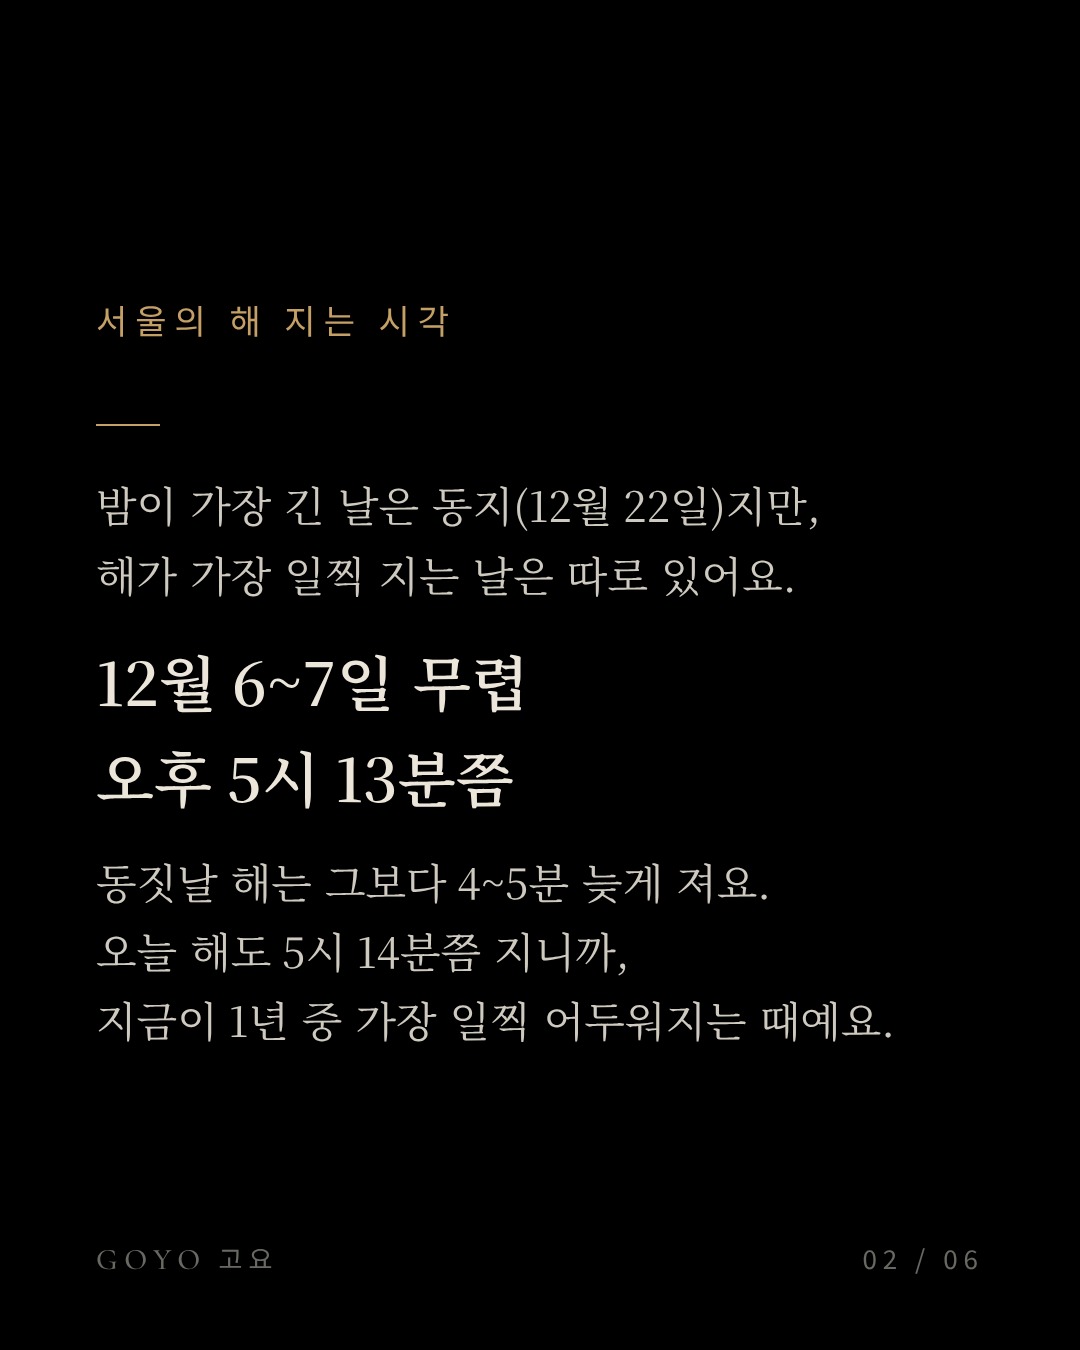 서울의 해 지는 시각
밤이 가장 긴 날은 동지(12월 22일)지만,
해가 가장 일찍 지는 날은 따로 있어요.
12월 6~7일 무렵
오후 5시 13분쯤
동짓날 해는 그보다 4~5분 늦게 져요.
오늘 해도 5시 14분쯤 지니까,
지금이 1년 중 가장 일찍 어두워지는 때예요.
GOYO 고요
02 / 06